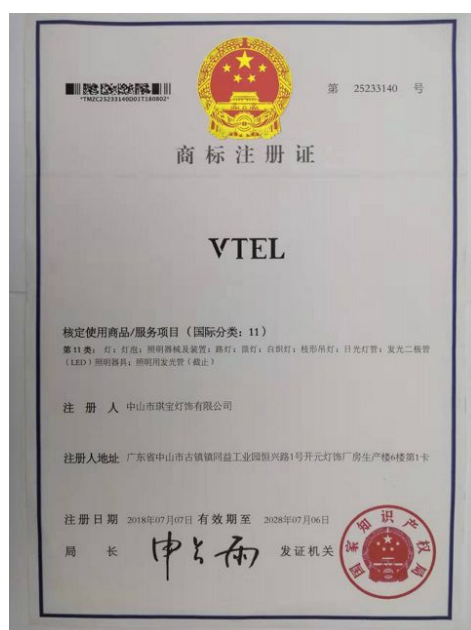 *TMZC25233140D01T180802*
第 25233140 号
商标注册证
VTEL
核定使用商品/服务项目（国际分类：11）
第11类：灯；灯泡；照明器械及装置；路灯；顶灯；白炽灯；枝形吊灯；日光灯管；发光二极管
（LED）照明器具；照明用发光管（截止）
注 册 人 中山市琪宝灯饰有限公司
注册人地址 广东省中山市古镇镇同益工业园恒兴路1号开元灯饰厂房生产楼6楼第1卡
注册日期 2018年07月07日 有效期至 2028年07月06日
局 长 申长雨 发证机关
国家知识产权局